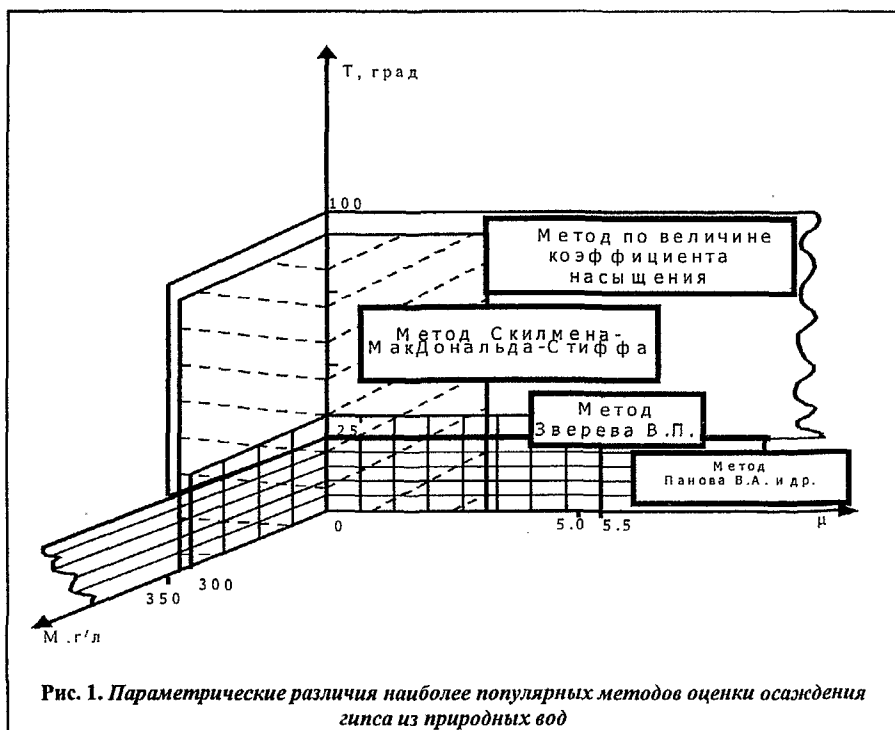 Т, град
100
Метод по величине
коэффициента
насыщения
Метод Скилмена-
МакДональда-Стиффа
25
Метод
Зверева В.П.
Метод
Панова В.А. и др.
0
5.0
5.5
μ
350
300
М.г/л
Рис. 1. Параметрические различия наиболее популярных методов оценки осаждения
гипса из природных вод